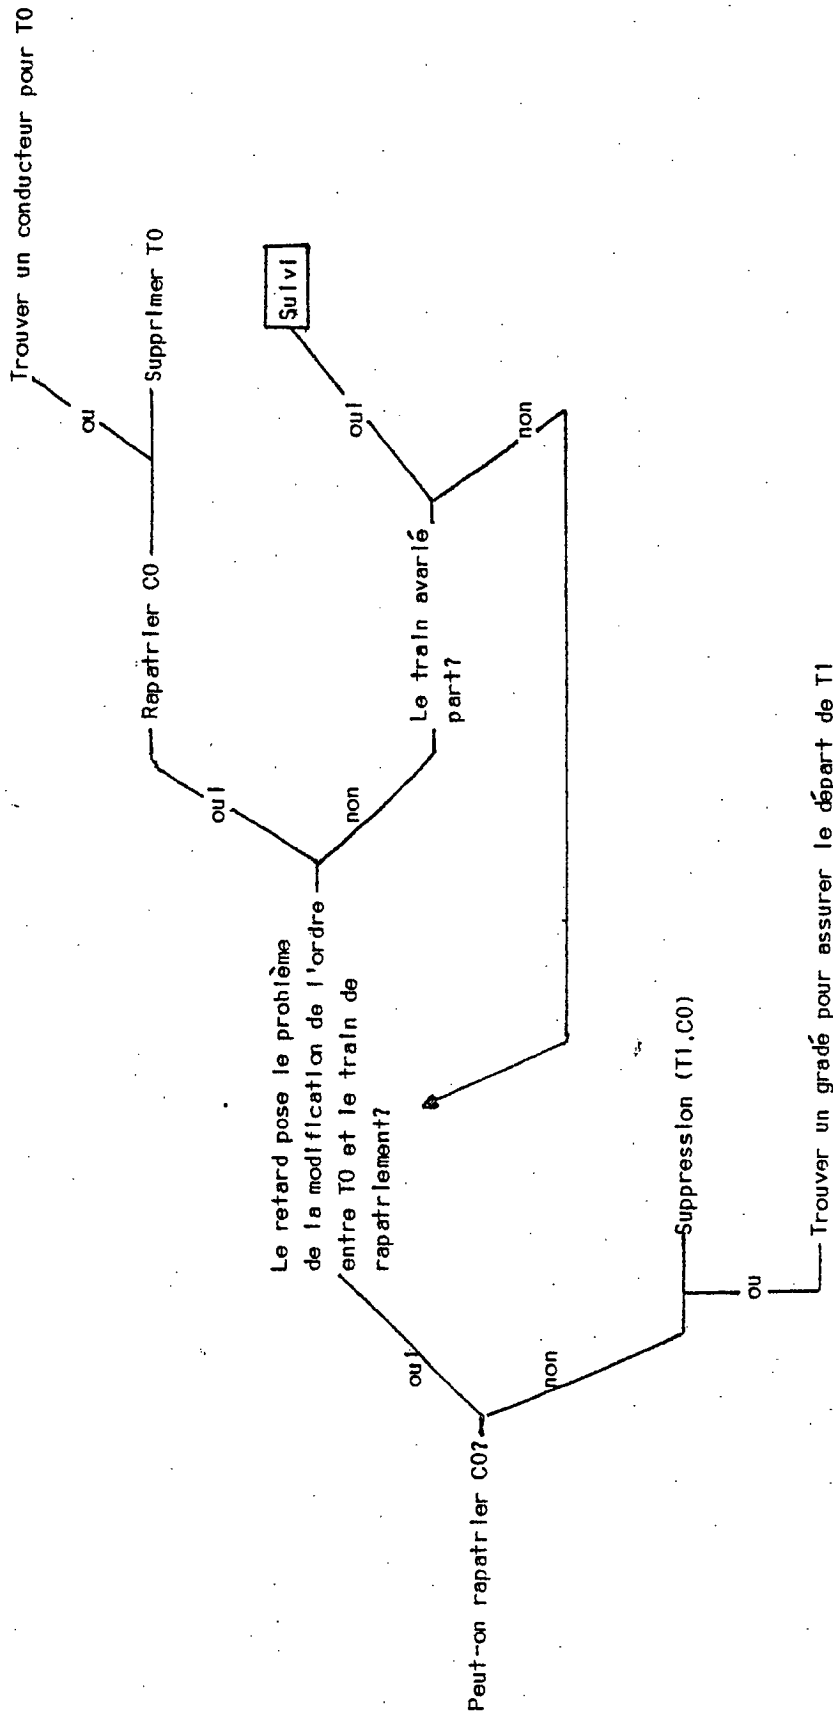 Peut-on rapatrier C0?
oui
non
Le retard pose le problème
de la modification de l'ordre
entre T0 et le train de
rapatriement?
oui
non
Rapatrier C0
ou
Trouver un conducteur pour T0
Supprimer T0
Le train avarié
part?
oui
non
Suivi
Suppression (T1,C0)
ou
Trouver un gradé pour assurer le départ de T1